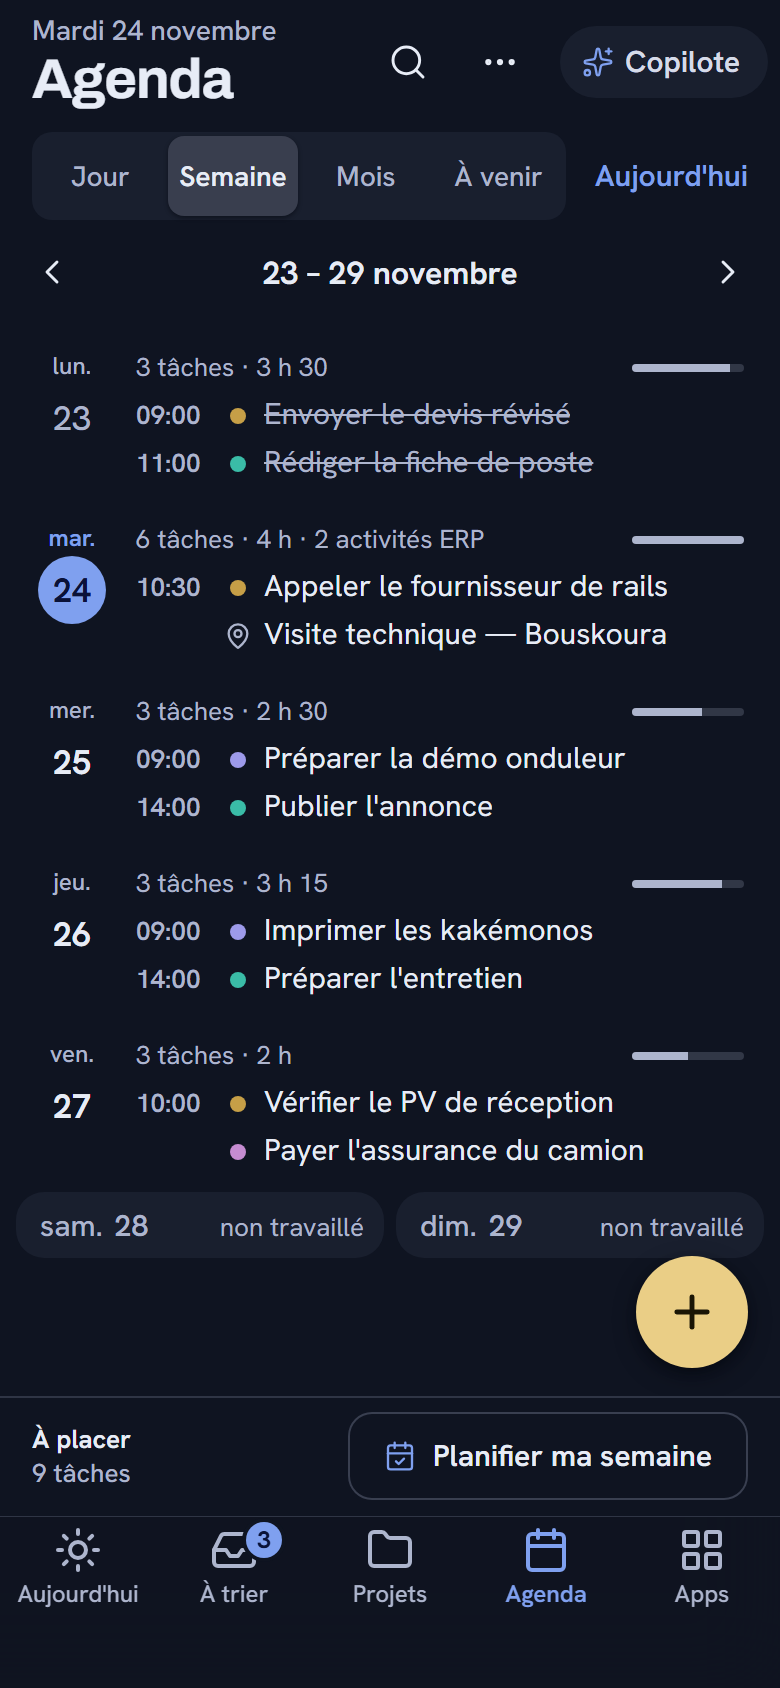 Mardi 24 novembre
Agenda
Copilote
Jour Semaine Mois À venir Aujourd'hui
23 – 29 novembre
lun. 3 tâches · 3 h 30
23 09:00 Envoyer le devis révisé
11:00 Rédiger la fiche de poste
mar. 6 tâches · 4 h · 2 activités ERP
24 10:30 Appeler le fournisseur de rails
Visite technique — Bouskoura
mer. 3 tâches · 2 h 30
25 09:00 Préparer la démo onduleur
14:00 Publier l'annonce
jeu. 3 tâches · 3 h 15
26 09:00 Imprimer les kakémonos
14:00 Préparer l'entretien
ven. 3 tâches · 2 h
27 10:00 Vérifier le PV de réception
Payer l'assurance du camion
sam. 28 non travaillé dim. 29 non travaillé
À placer
9 tâches
Planifier ma semaine
3
Aujourd'hui À trier Projets Agenda Apps